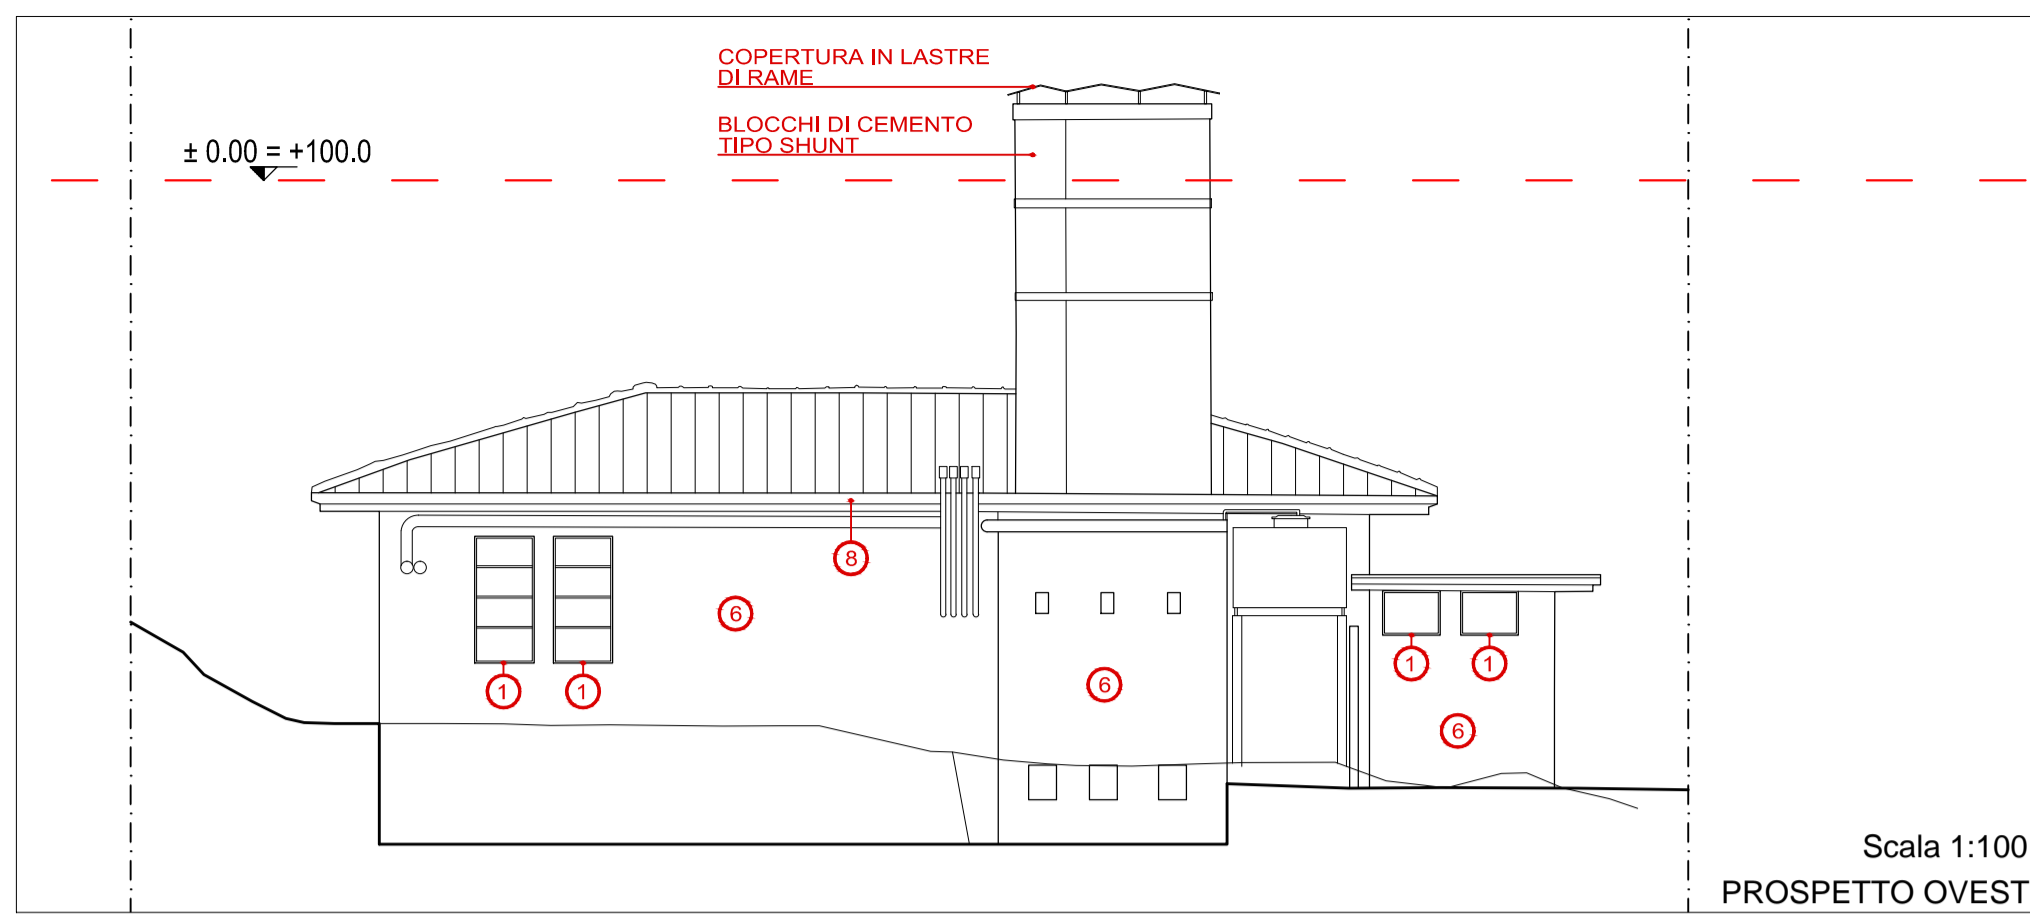 COPERTURA IN LASTRE
DI RAME
BLOCCHI DI CEMENTO
TIPO SHUNT
± 0.00 = +100.0
8
6
1
1
6
1
1
6
Scala 1:100
PROSPETTO OVEST